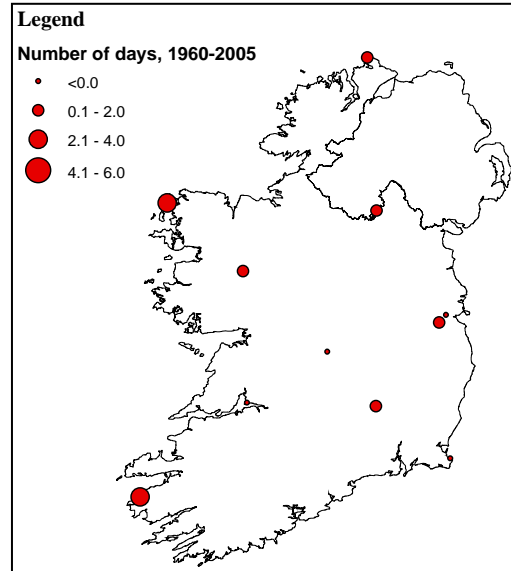 Legend
Number of days, 1960-2005
<0.0
0.1 - 2.0
2.1 - 4.0
4.1 - 6.0